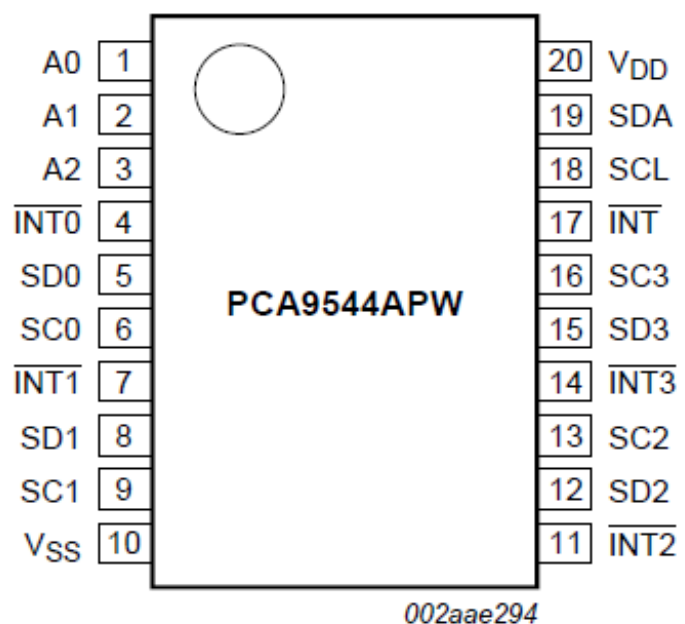 A0 1 20 VDD
A1 2 19 SDA
A2 3 18 SCL
INT0 4 17 INT
SD0 5 16 SC3
PCA9544APW
SC0 6 15 SD3
INT1 7 14 INT3
SD1 8 13 SC2
SC1 9 12 SD2
VSS 10 11 INT2
002aae294